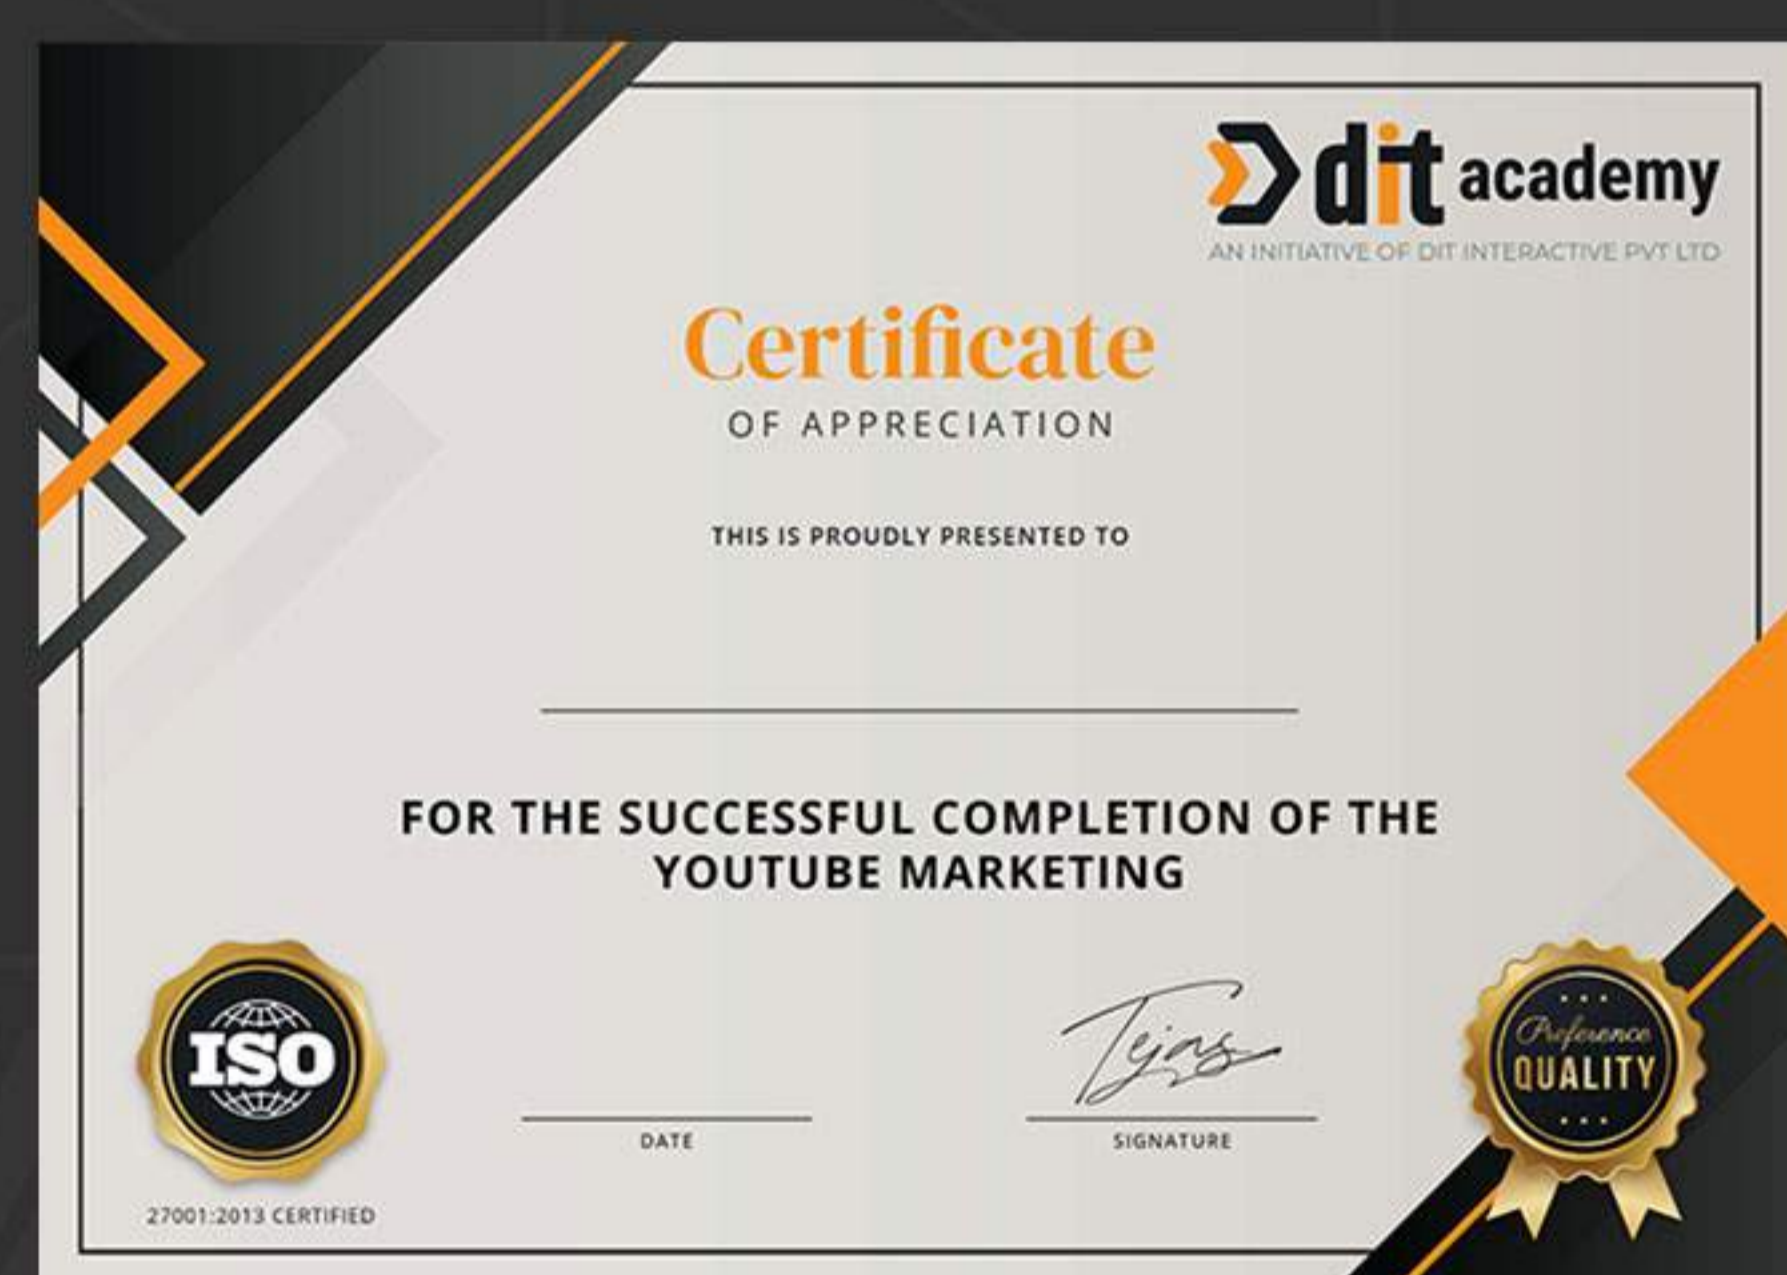 dit academy
AN INITIATIVE OF DIT INTERACTIVE PVT LTD
Certificate
OF APPRECIATION
THIS IS PROUDLY PRESENTED TO
FOR THE SUCCESSFUL COMPLETION OF THE
YOUTUBE MARKETING
ISO
27001:2013 CERTIFIED
DATE
Tejas
SIGNATURE
Preference
QUALITY